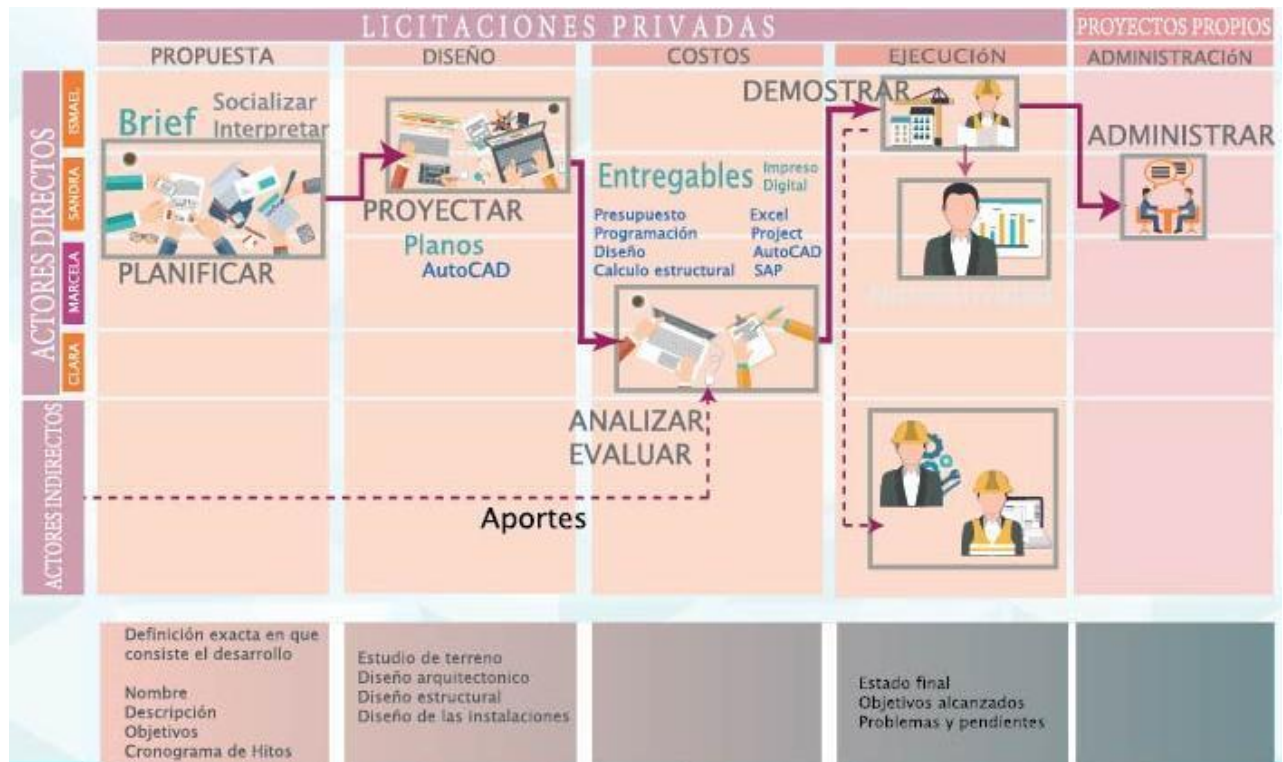 LICITACIONES PRIVADAS
PROYECTOS PROPIOS
PROPUESTA
DISEÑO
COSTOS
EJECUCIóN
ADMINISTRACIóN
ACTORES DIRECTOS
ISMAEL
SANDRA
MARCELA
CLARA
ACTORES INDIRECTOS
Brief
Socializar
Interpretar
PLANIFICAR
PROYECTAR
Planos
AutoCAD
Entregables
Impreso
Digital
Presupuesto Excel
Programación Project
Diseño AutoCAD
Calculo estructural SAP
ANALIZAR
EVALUAR
DEMOSTRAR
ADMINISTRAR
Aportes
Definición exacta en que
consiste el desarrollo
Nombre
Descripción
Objetivos
Cronograma de Hitos
Estudio de terreno
Diseño arquitectonico
Diseño estructural
Diseño de las instalaciones
Estado final
Objetivos alcanzados
Problemas y pendientes